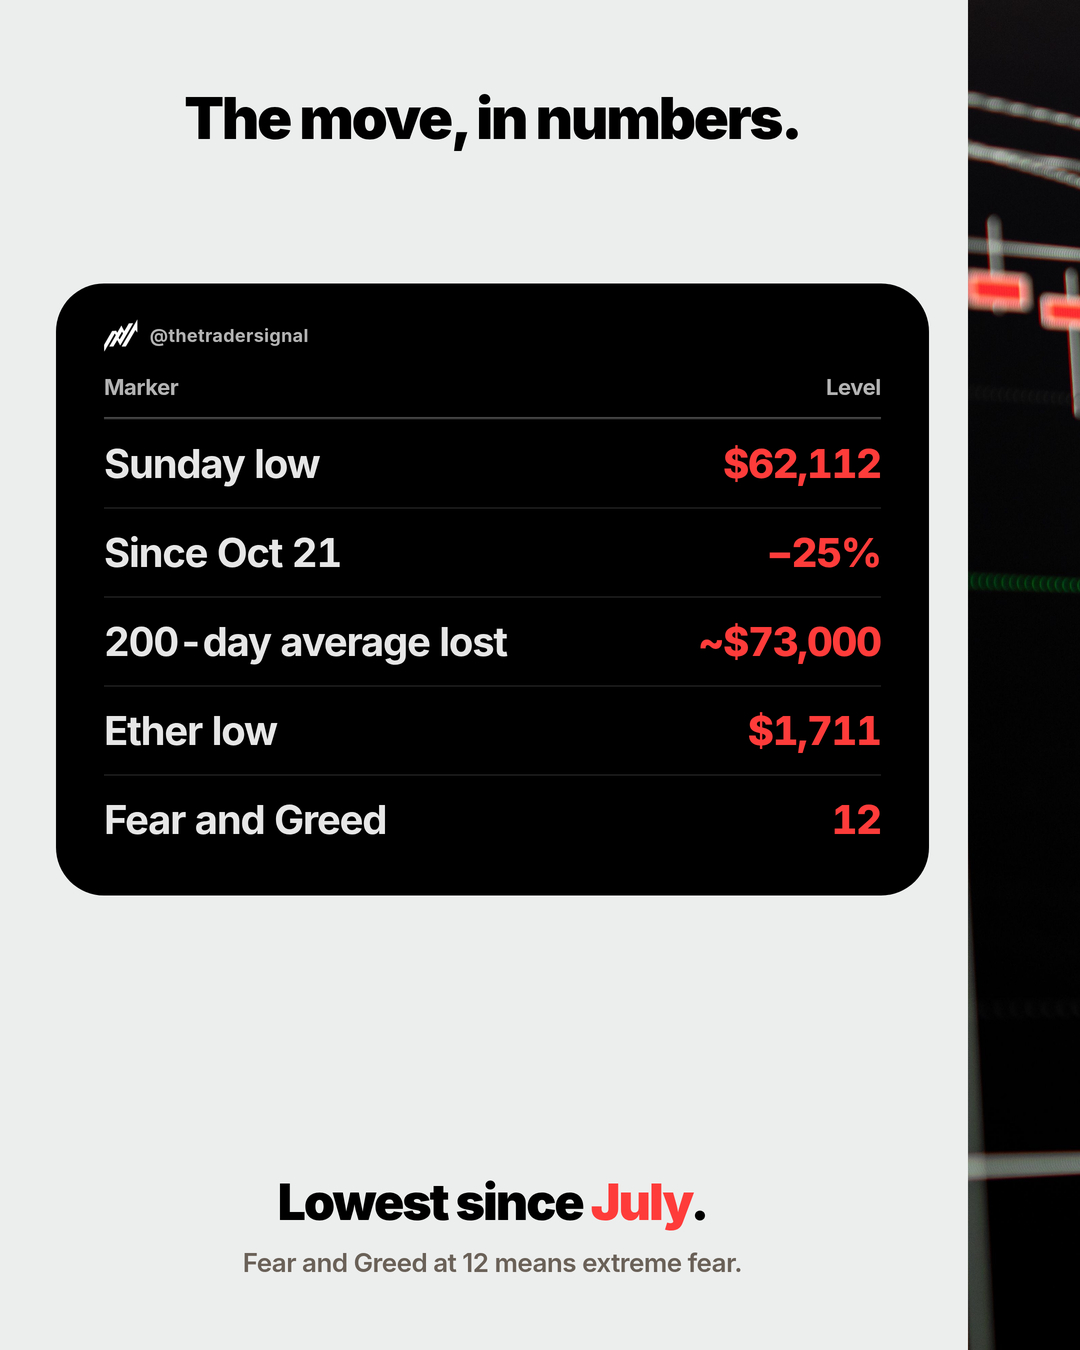 The move, in numbers.
@thetradersignal
Marker Level
Sunday low $62,112
Since Oct 21 −25%
200-day average lost ~$73,000
Ether low $1,711
Fear and Greed 12
Lowest since July.
Fear and Greed at 12 means extreme fear.